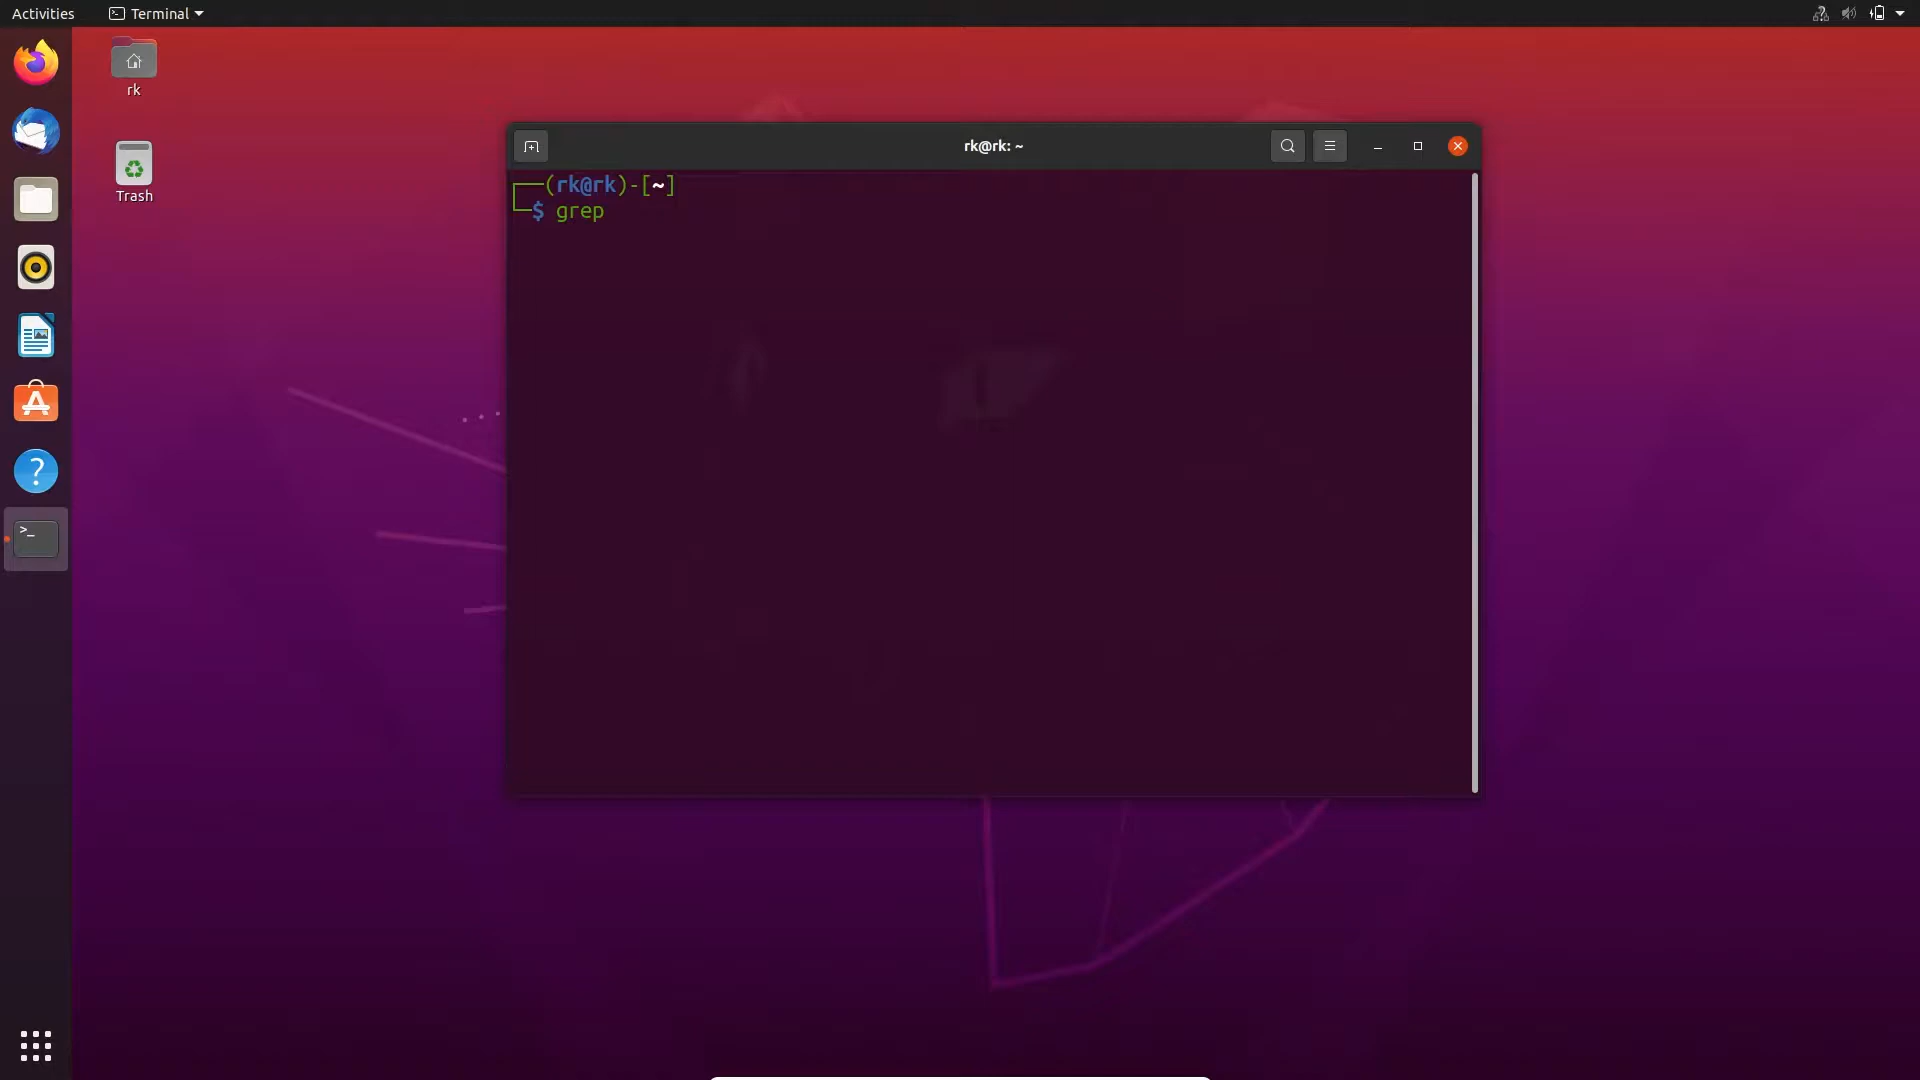 Activities
Terminal
rk
Trash
rk@rk: ~
┌──(rk@rk)-[~]
└─$ grep